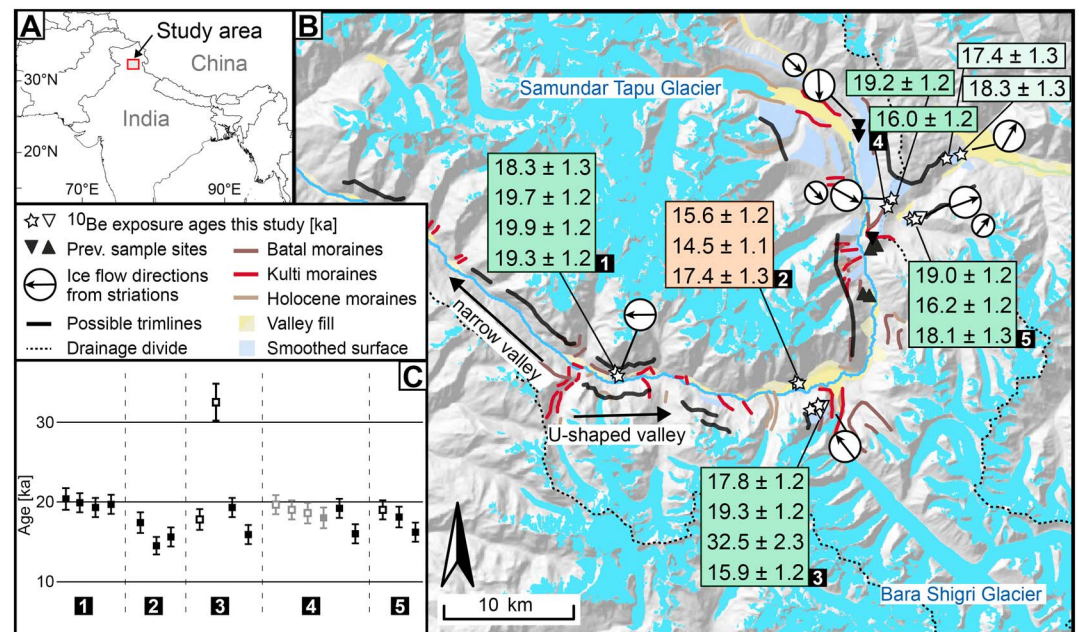 A
Study area
China
India
30°N
20°N
70°E
90°E
10Be exposure ages this study [ka]
Prev. sample sites
Ice flow directions
from striations
Possible trimlines
Drainage divide
Batal moraines
Kulti moraines
Holocene moraines
Valley fill
Smoothed surface
B
Samundar Tapu Glacier
17.4 ± 1.3
18.3 ± 1.3
19.2 ± 1.2
16.0 ± 1.2
4
18.3 ± 1.3
19.7 ± 1.2
19.9 ± 1.2
19.3 ± 1.2
1
15.6 ± 1.2
14.5 ± 1.1
17.4 ± 1.3
2
19.0 ± 1.2
16.2 ± 1.2
18.1 ± 1.3
5
narrow valley
U-shaped valley
17.8 ± 1.2
19.3 ± 1.2
32.5 ± 2.3
15.9 ± 1.2
3
10 km
Bara Shigri Glacier
C
Age [ka]
30
20
10
1
2
3
4
5